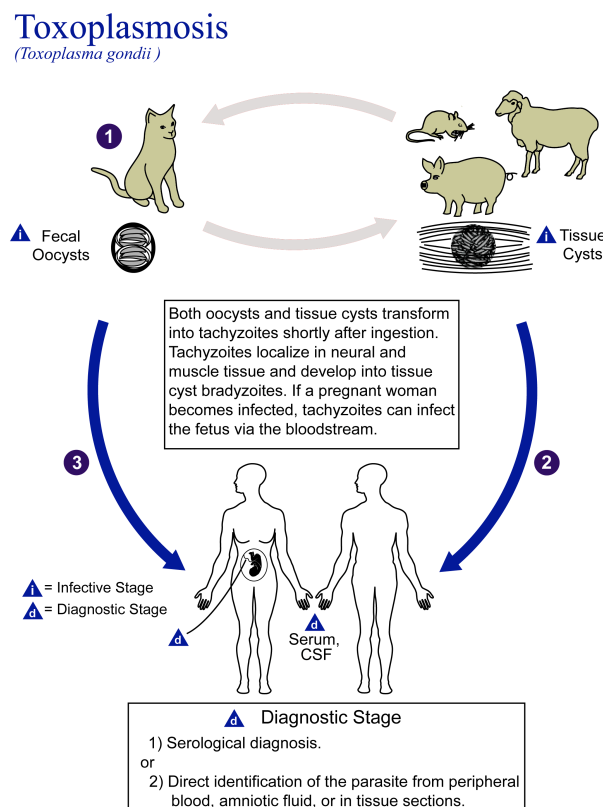 Toxoplasmosis
(Toxoplasma gondii )
1
i Fecal
Oocysts
i Tissue
Cysts
Both oocysts and tissue cysts transform
into tachyzoites shortly after ingestion.
Tachyzoites localize in neural and
muscle tissue and develop into tissue
cyst bradyzoites. If a pregnant woman
becomes infected, tachyzoites can infect
the fetus via the bloodstream.
3
2
i = Infective Stage
d = Diagnostic Stage
d
d
Serum,
CSF
d Diagnostic Stage
1) Serological diagnosis.
or
2) Direct identification of the parasite from peripheral
blood, amniotic fluid, or in tissue sections.